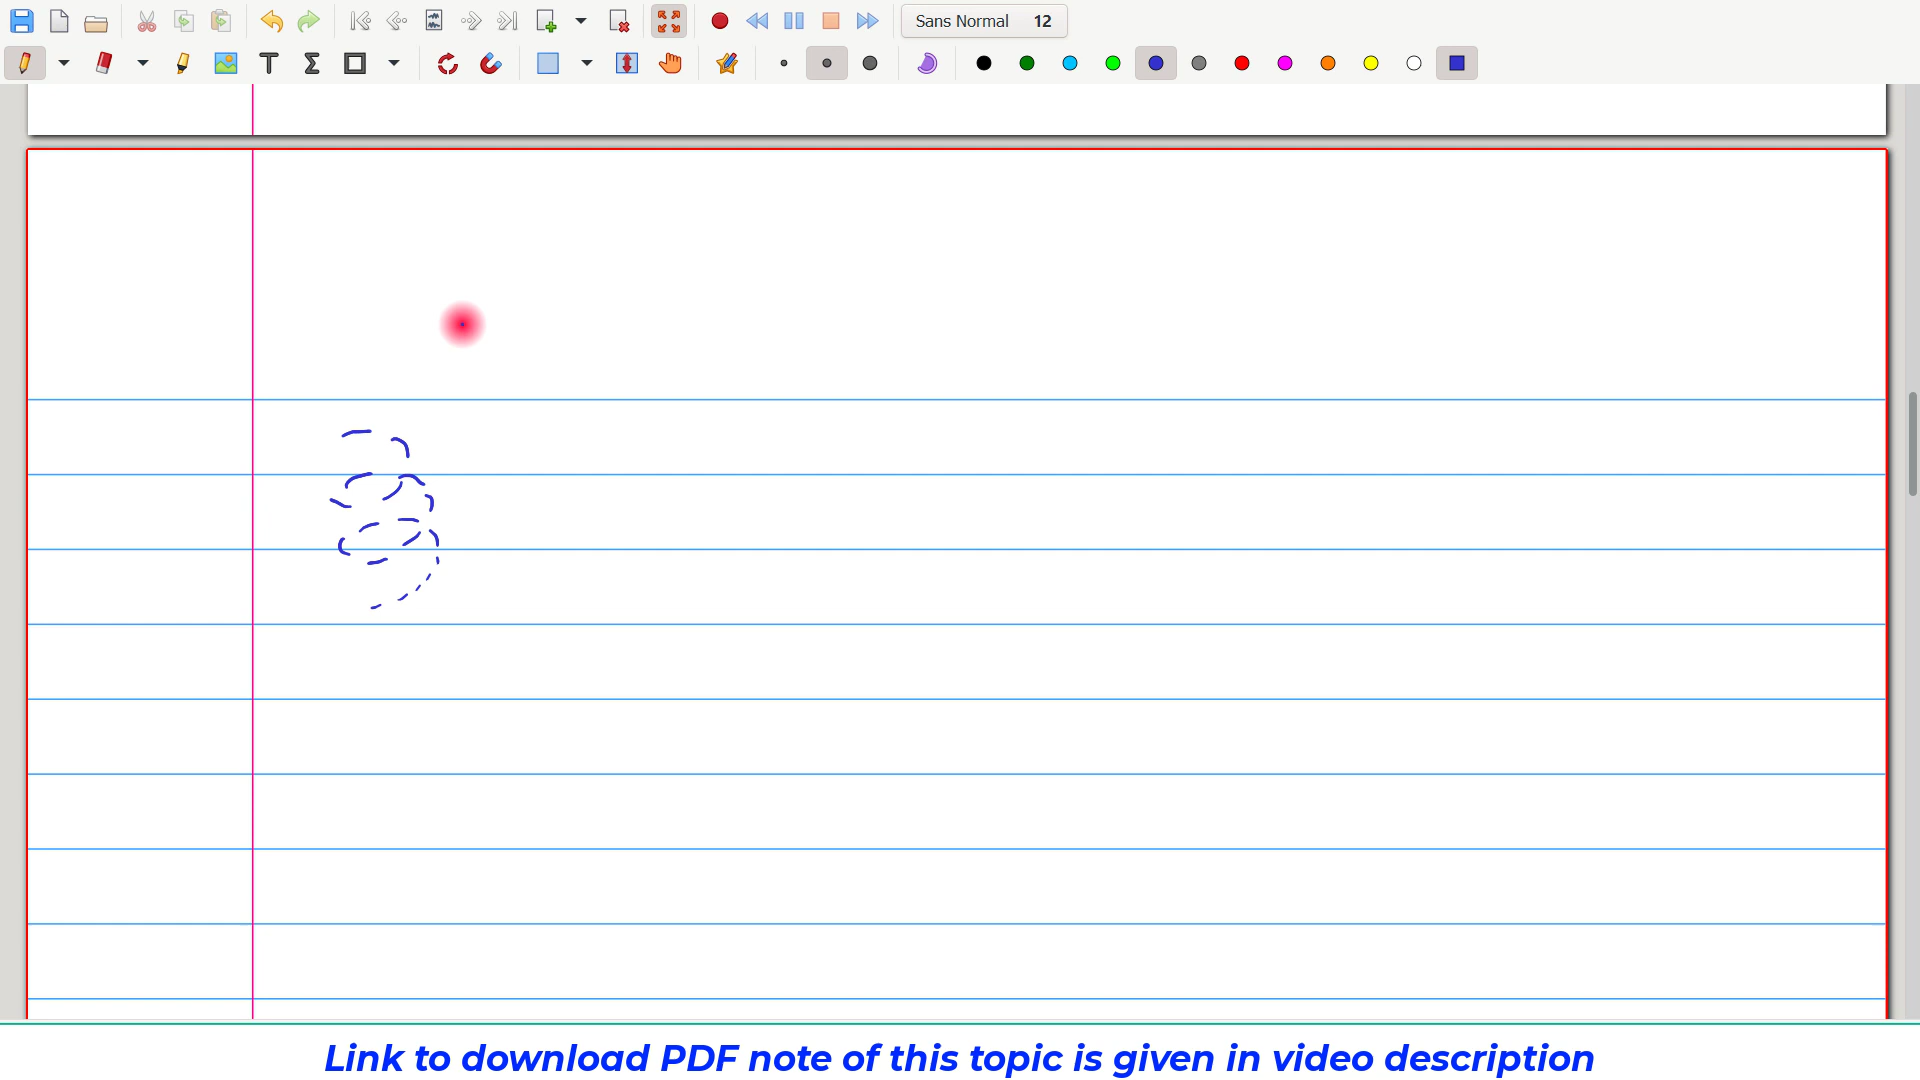 Sans Normal 12
Link to download PDF note of this topic is given in video description